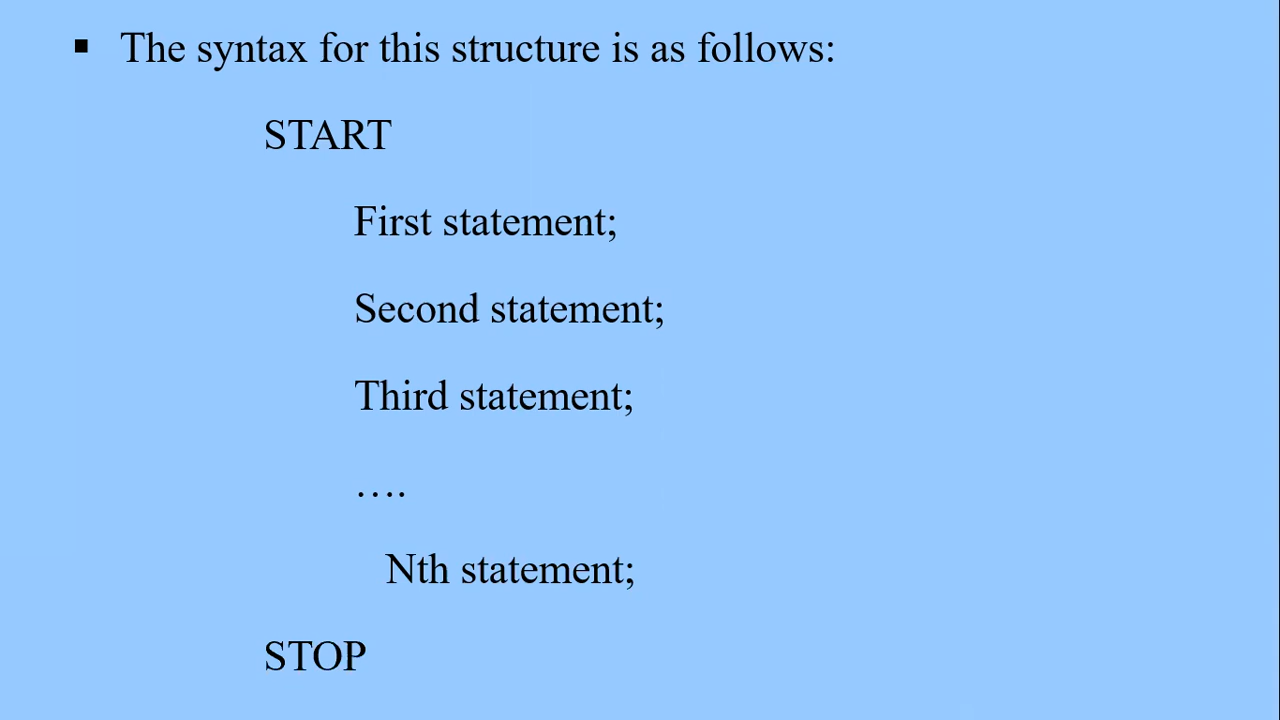 ▪ The syntax for this structure is as follows:
START
First statement;
Second statement;
Third statement;
….
Nth statement;
STOP